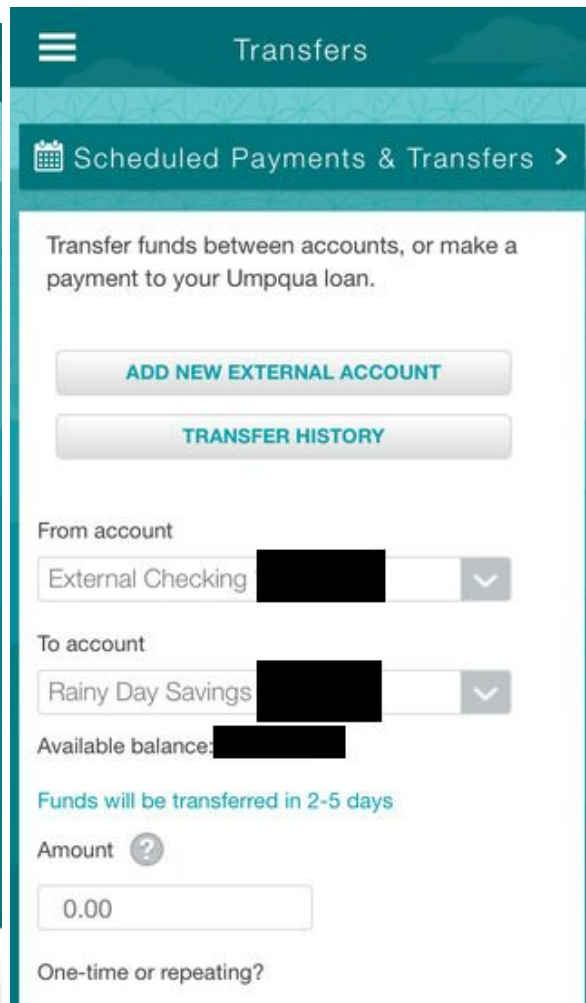 Transfers
Scheduled Payments & Transfers >
Transfer funds between accounts, or make a
payment to your Umpqua loan.
ADD NEW EXTERNAL ACCOUNT
TRANSFER HISTORY
From account
External Checking
To account
Rainy Day Savings
Available balance:
Funds will be transferred in 2-5 days
Amount ?
0.00
One-time or repeating?